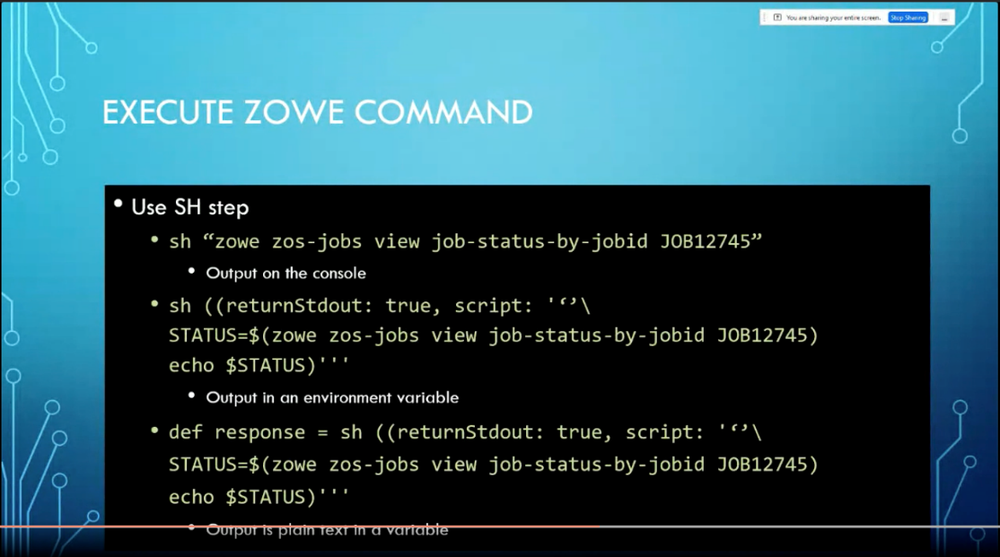 You are sharing your entire screen. Stop Sharing ...
EXECUTE ZOWE COMMAND
• Use SH step
• sh “zowe zos-jobs view job-status-by-jobid JOB12745”
• Output on the console
• sh ((returnStdout: true, script: '‘’\
STATUS=$(zowe zos-jobs view job-status-by-jobid JOB12745)
echo $STATUS)'''
• Output in an environment variable
• def response = sh ((returnStdout: true, script: '‘’\
STATUS=$(zowe zos-jobs view job-status-by-jobid JOB12745)
echo $STATUS)'''
• Output is plain text in a variable